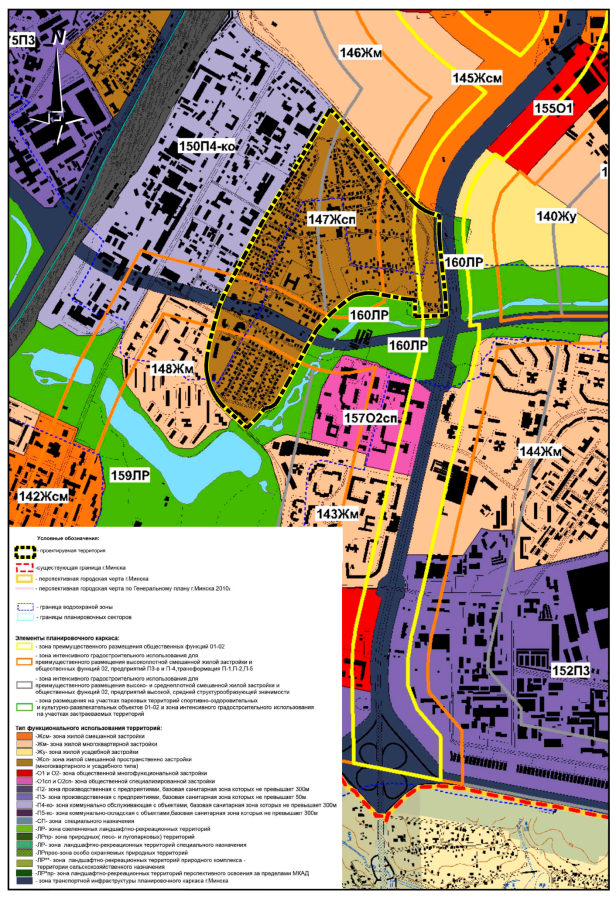 75П3
N
146Жм
145Жсм
155О1
150П4-ко
1
147Жсп
140Жу
160ЛР
160ЛР
160ЛР
148Жм
157О2сп
144Жм
159ЛР
142Жсм
143Жм
152П3
Условные обозначения:
- проектируемая территория
-существующая граница г.Минска
- перспективная городская черта г.Минска
- перспективная городская черта по Генеральному плану г.Минска 2010г.
- граница водоохраной зоны
- границы планировочных секторов
Элементы планировочного каркаса:
- зона преимущественного размещения общественных функций 01-02
- зона интенсивного градостроительного использования для
преимущественного размещения высокоплотной смешанной жилой застройки и
общественных функций 02, предприятий П3-в и П-4,трансформация П-1,П-2,П-5
- зона интенсивного градостроительного использования для
преимущественного размещения высоко- и среднеплотной смешанной жилой застройки и
общественных функций 02, предприятий высокой, средней структурообразующей значимости
- зона размещения на участках парковых территорий спортивно-оздоровительных
и культурно-развлекательных объектов 01-02 и зона интенсивного градостроительного использования
на участках застраиваемых территорий
Тип функционального использования территорий:
-Жсм- зона жилой смешанной застройки
-Жм- зона жилой многоквартирной застройки
-Жу- зона жилой усадебной застройки
-Жсп- зона жилой смешанной пространственно застройки
(многоквартирного и усадебного типа)
-О1 и О2- зона общественной многофункциональной застройки
-О1сп и О2сп- зона общественной специализированной застройки
-П2- зона производственная с предприятиями, базовая санитарная зона которых не превышает 300м
-П3- зона производственная с предприятиями, базовая санитарная зона которых не превышает 50м
-П4-ко- зона коммунально обслуживающая с объектами, базовая санитарная зона которых не превышает 300м
-П5-кс- зона коммунально-складская с объектами,базовая санитарная зона которых не превышает 300м
-СП- специального назначения
-ЛР- зона озелененых ландшафтно-рекреационных территорий
-ЛРпр- зона природных( лесо- и лугопарковых) территорий
-ЛР- зона ландшафтно-рекреационных территорий специального назначения
-ЛРпроо-зона особо охраняемых природных территорий
-ЛР**- зона ландшафтно-рекреационных территорий природного комплекса -
территории сельскохозяйственного назначения
-ЛР*пр- зона ландшафтно-рекреационных территорий перспективного освоения за пределами МКАД
- зона транспортной инфраструктуры планировочного каркаса г.Минска